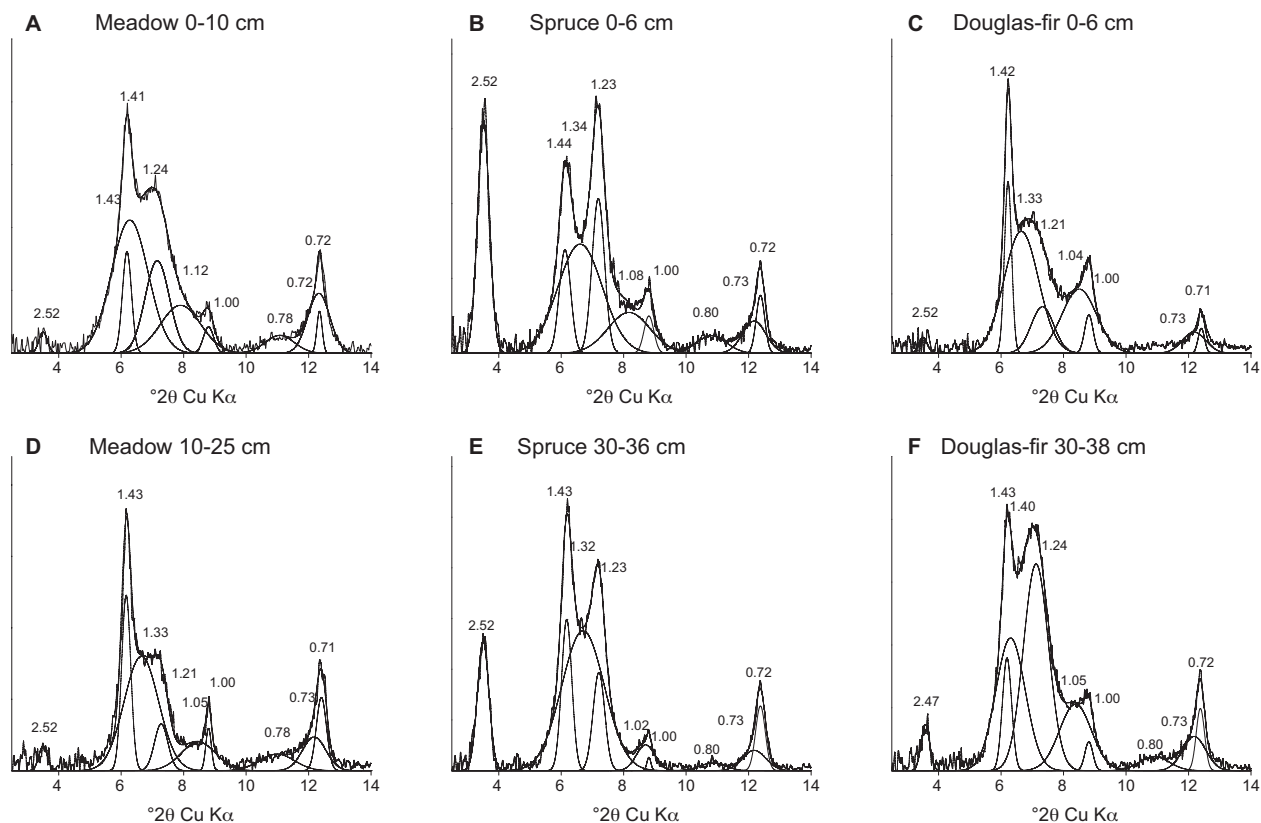 A Meadow 0-10 cm
2.52
1.43
1.41
1.24
1.12
1.00
0.78
0.72
0.72
4 6 8 10 12 14
°2θ Cu Kα
B Spruce 0-6 cm
2.52
1.44
1.34
1.23
1.08
1.00
0.80
0.73
0.72
4 6 8 10 12 14
°2θ Cu Kα
C Douglas-fir 0-6 cm
2.52
1.42
1.33
1.21
1.04
1.00
0.73
0.71
4 6 8 10 12 14
°2θ Cu Kα
D Meadow 10-25 cm
2.52
1.43
1.33
1.21
1.05
1.00
0.78
0.73
0.71
4 6 8 10 12 14
°2θ Cu Kα
E Spruce 30-36 cm
2.52
1.43
1.32
1.23
1.02
1.00
0.80
0.73
0.72
4 6 8 10 12 14
°2θ Cu Kα
F Douglas-fir 30-38 cm
2.47
1.43
1.40
1.24
1.05
1.00
0.80
0.73
0.72
4 6 8 10 12 14
°2θ Cu Kα